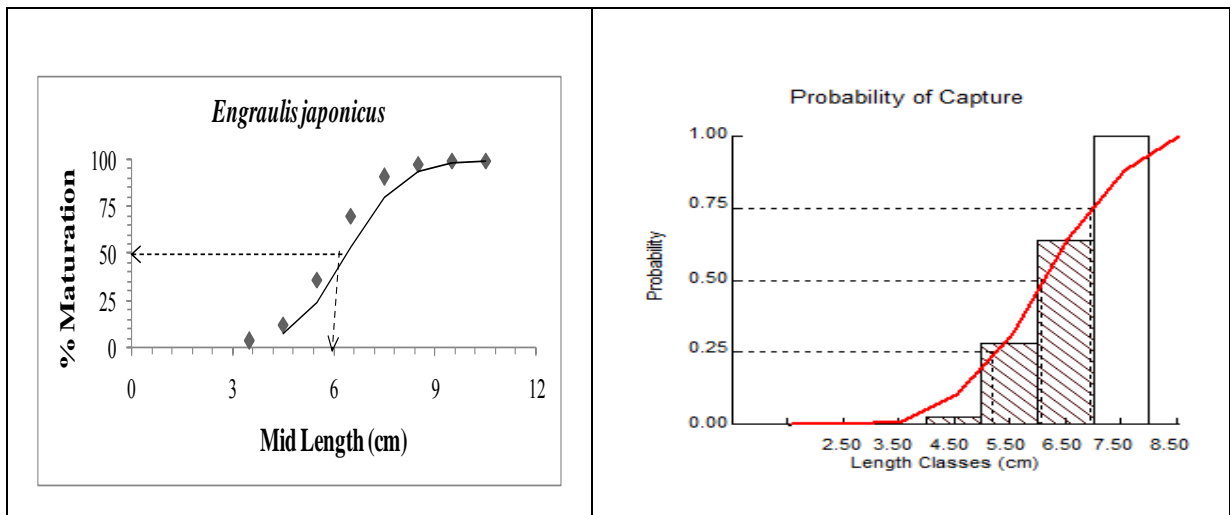 Engraulis japonicus
% Maturation
100
75
50
25
0
0 3 6 9 12
Mid Length (cm)
Probability of Capture
Probability
1.00
0.75
0.50
0.25
0.00
2.50 3.50 4.50 5.50 6.50 7.50 8.50
Length Classes (cm)